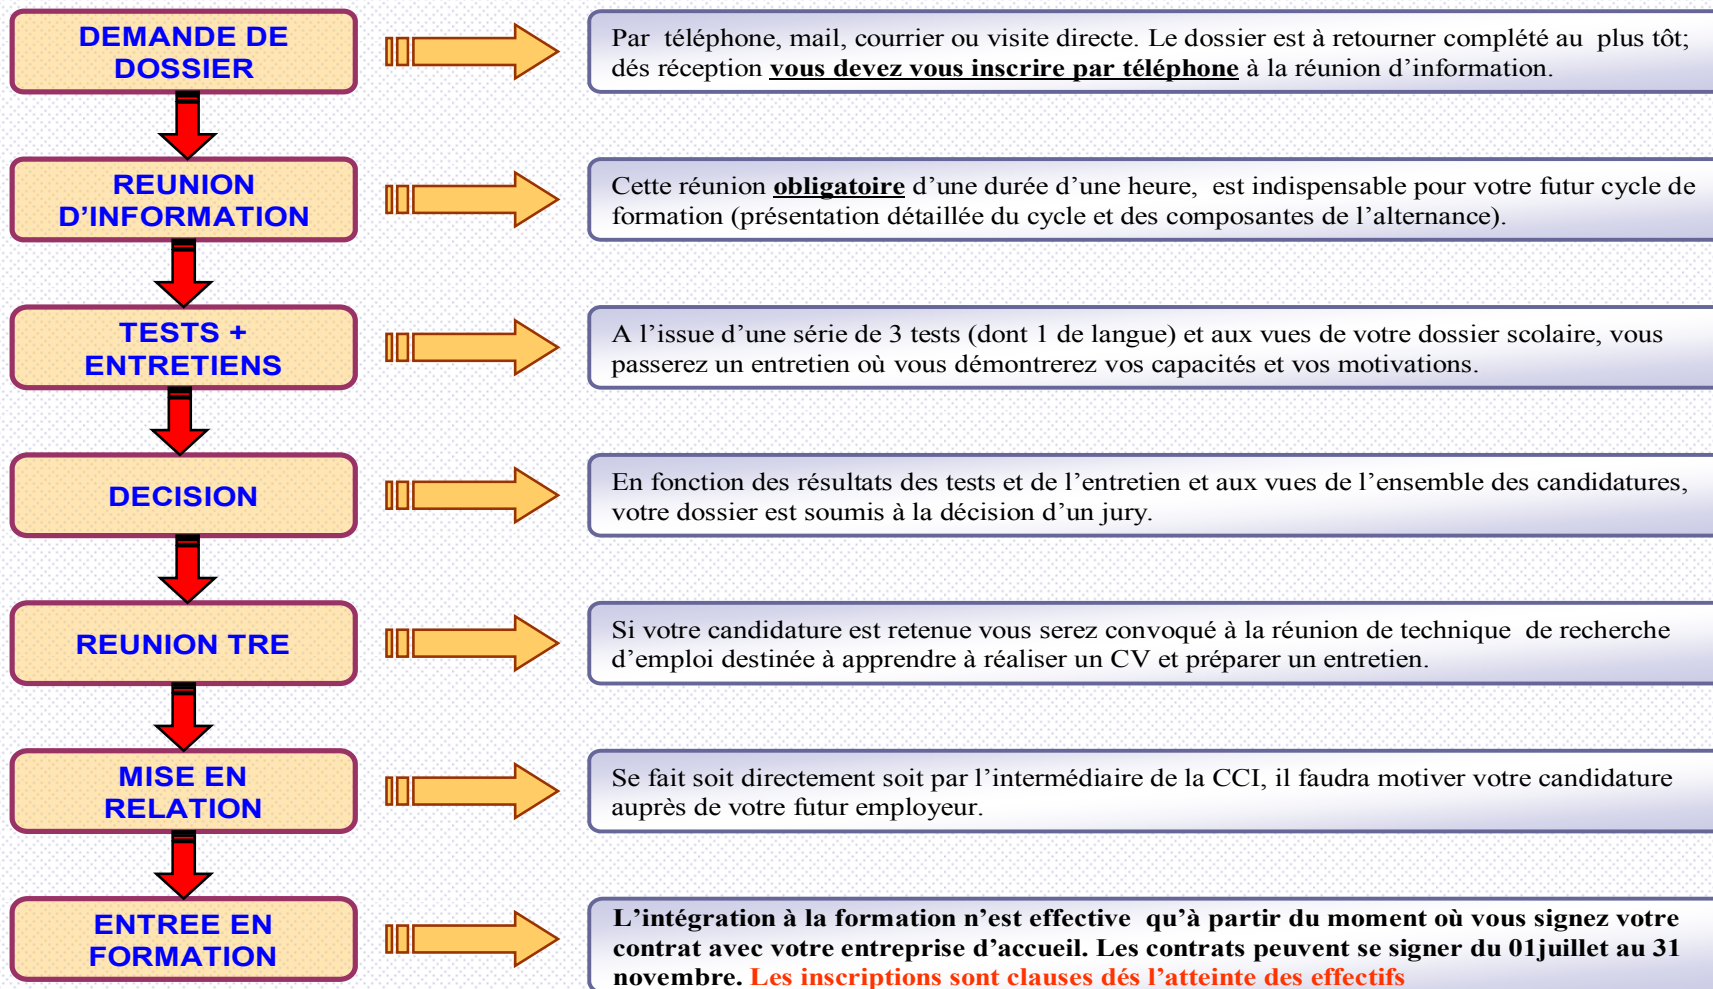 DEMANDE DE
DOSSIER
Par téléphone, mail, courrier ou visite directe. Le dossier est à retourner complété au plus tôt;
dés réception vous devez vous inscrire par téléphone à la réunion d’information.
REUNION
D’INFORMATION
Cette réunion obligatoire d’une durée d’une heure, est indispensable pour votre futur cycle de
formation (présentation détaillée du cycle et des composantes de l’alternance).
TESTS +
ENTRETIENS
A l’issue d’une série de 3 tests (dont 1 de langue) et aux vues de votre dossier scolaire, vous
passerez un entretien où vous démontrerez vos capacités et vos motivations.
DECISION
En fonction des résultats des tests et de l’entretien et aux vues de l’ensemble des candidatures,
votre dossier est soumis à la décision d’un jury.
REUNION TRE
Si votre candidature est retenue vous serez convoqué à la réunion de technique de recherche
d’emploi destinée à apprendre à réaliser un CV et préparer un entretien.
MISE EN
RELATION
Se fait soit directement soit par l’intermédiaire de la CCI, il faudra motiver votre candidature
auprès de votre futur employeur.
ENTREE EN
FORMATION
L’intégration à la formation n’est effective qu’à partir du moment où vous signez votre
contrat avec votre entreprise d’accueil. Les contrats peuvent se signer du 01juillet au 31
novembre. Les inscriptions sont clauses dés l’atteinte des effectifs